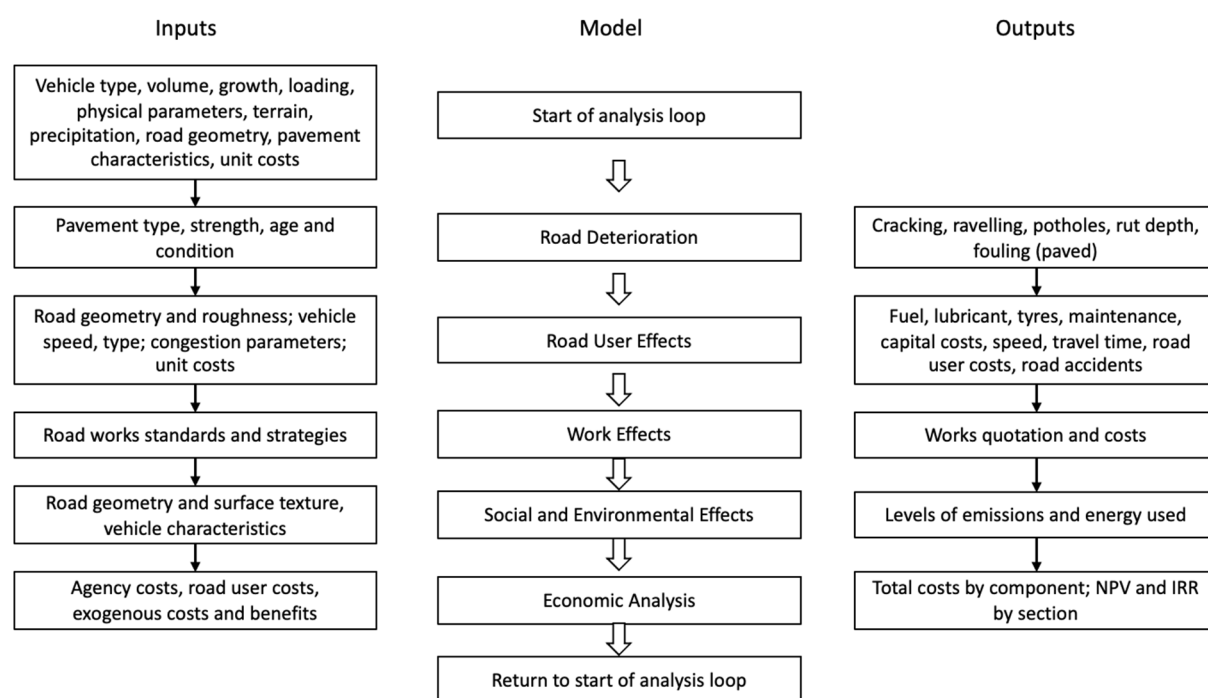 Inputs
Model
Outputs
Vehicle type, volume, growth, loading,
physical parameters, terrain,
precipitation, road geometry, pavement
characteristics, unit costs
Start of analysis loop
Pavement type, strength, age and
condition
Road Deterioration
Cracking, ravelling, potholes, rut depth,
fouling (paved)
Road geometry and roughness; vehicle
speed, type; congestion parameters;
unit costs
Road User Effects
Fuel, lubricant, tyres, maintenance,
capital costs, speed, travel time, road
user costs, road accidents
Road works standards and strategies
Work Effects
Works quotation and costs
Road geometry and surface texture,
vehicle characteristics
Social and Environmental Effects
Levels of emissions and energy used
Agency costs, road user costs,
exogenous costs and benefits
Economic Analysis
Total costs by component; NPV and IRR
by section
Return to start of analysis loop